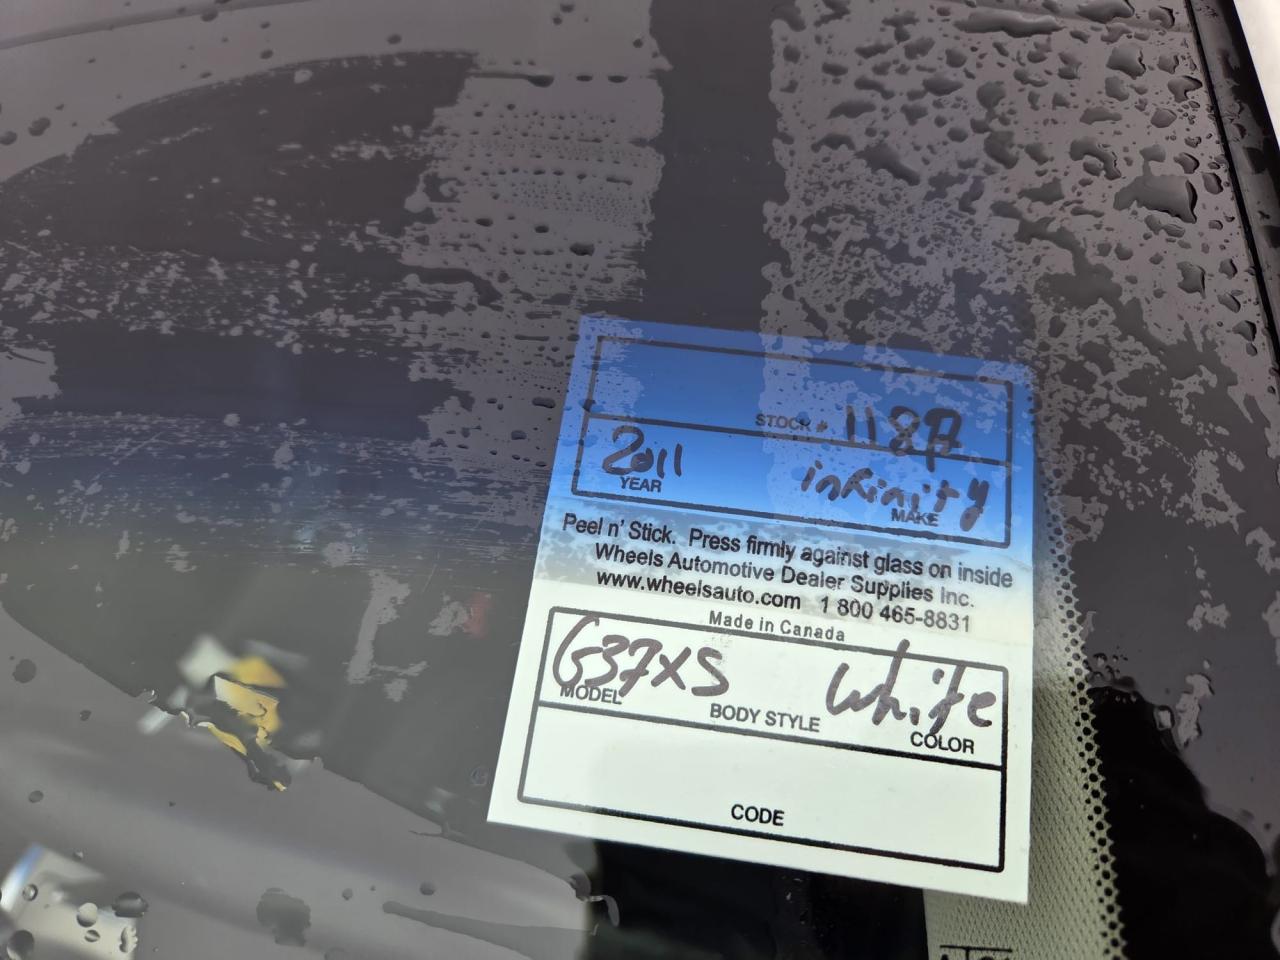 STOCK # 1187
2011 infinity
YEAR MAKE
Peel n' Stick. Press firmly against glass on inside
Wheels Automotive Dealer Supplies Inc.
www.wheelsauto.com 1 800 465-8831
Made in Canada
G37XS White
MODEL BODY STYLE COLOR
CODE